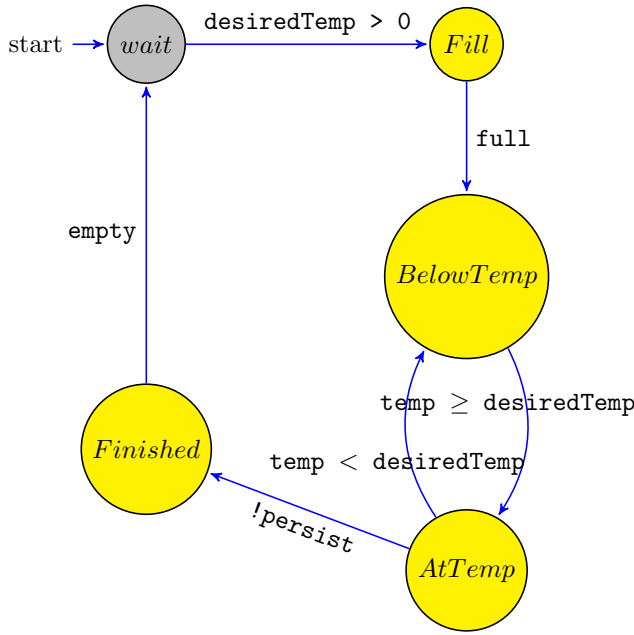 start
wait
desiredTemp > 0
Fill
full
empty
BelowTemp
temp ≥ desiredTemp
Finished
temp < desiredTemp
!persist
AtTemp